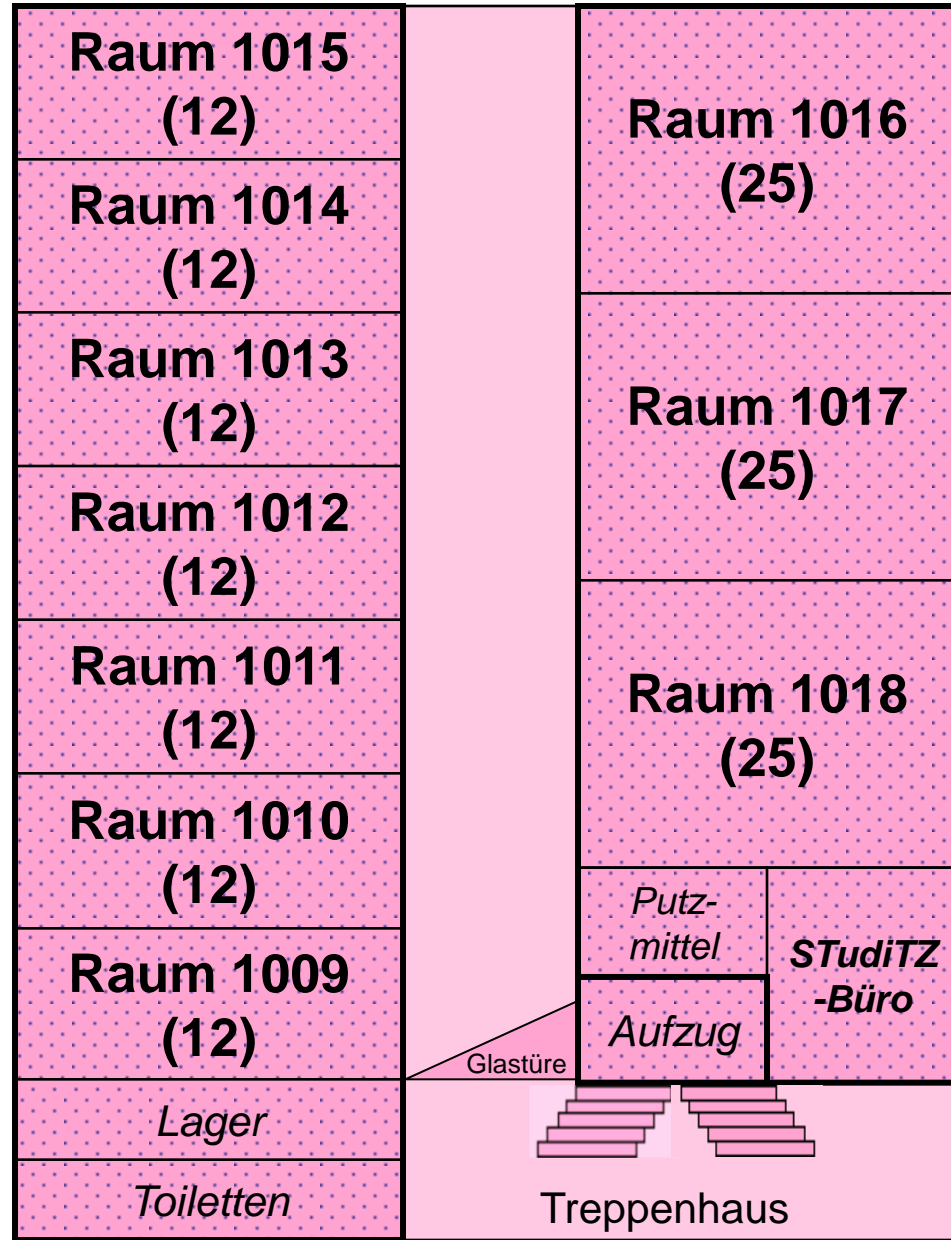 Raum 1015
(12)
Raum 1014
(12)
Raum 1013
(12)
Raum 1012
(12)
Raum 1011
(12)
Raum 1010
(12)
Raum 1009
(12)
Lager
Toiletten
Glastüre
Raum 1016
(25)
Raum 1017
(25)
Raum 1018
(25)
Putz-
mittel
STudiTZ
-Büro
Aufzug
Treppenhaus